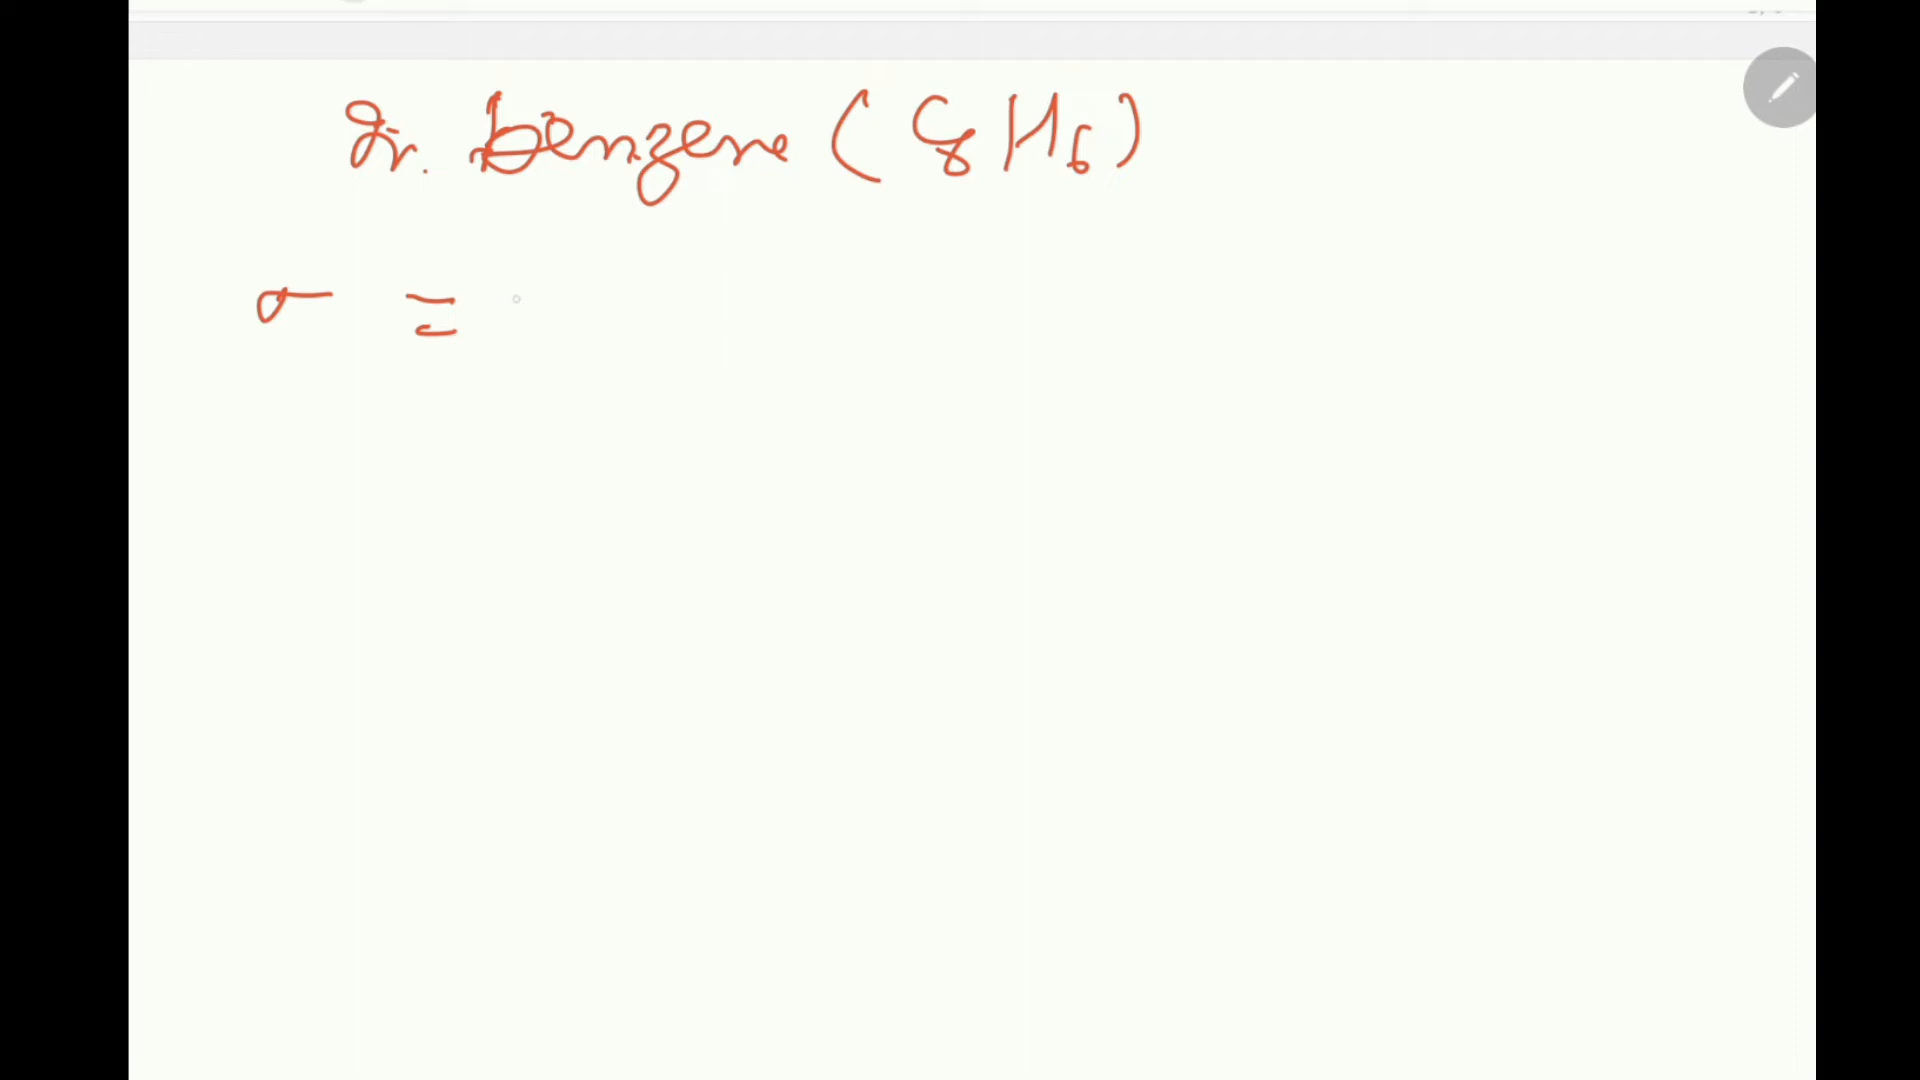 In. benzene (C₆H₆)
σ =